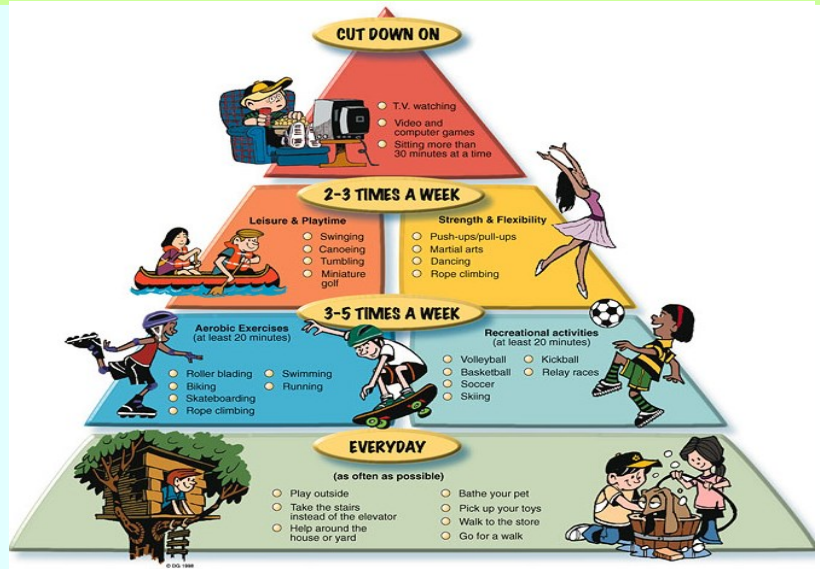 CUT DOWN ON
T.V. watching
Video and
computer games
Sitting more than
30 minutes at a time
2-3 TIMES A WEEK
Leisure & Playtime
Swinging
Canoeing
Tumbling
Miniature
golf
Strength & Flexibility
Push-ups/pull-ups
Martial arts
Dancing
Rope climbing
3-5 TIMES A WEEK
Aerobic Exercises
(at least 20 minutes)
Roller blading
Biking
Skateboarding
Rope climbing
Swimming
Running
Recreational activities
(at least 20 minutes)
Volleyball
Basketball
Soccer
Skiing
Kickball
Relay races
EVERYDAY
(as often as possible)
Play outside
Take the stairs
instead of the elevator
Help around the
house or yard
Bathe your pet
Pick up your toys
Walk to the store
Go for a walk
© DG 1998